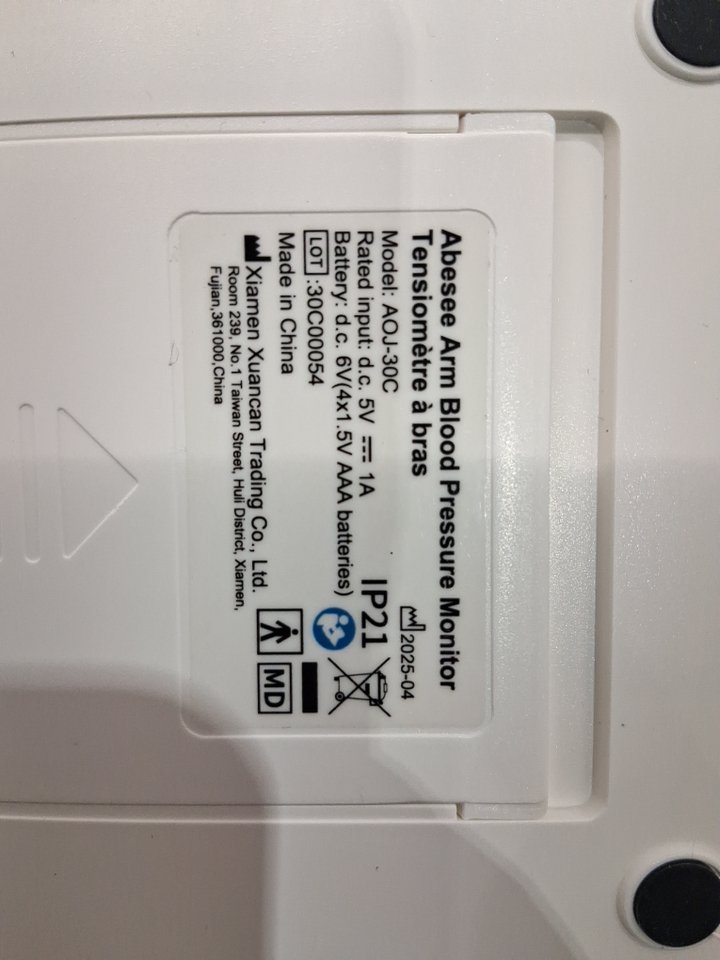 Abesee Arm Blood Pressure Monitor
Tensiomètre à bras
2025-04
Model: AOJ-30C
Rated input: d.c. 5V ⎓ 1A
IP21
Battery: d.c. 6V(4x1.5V AAA batteries)
LOT :30C00054
Made in China
MD
Xiamen Xuancan Trading Co., Ltd.
Room 239, No.1 Taiwan Street, Huli District, Xiamen,
Fujian,361000,China